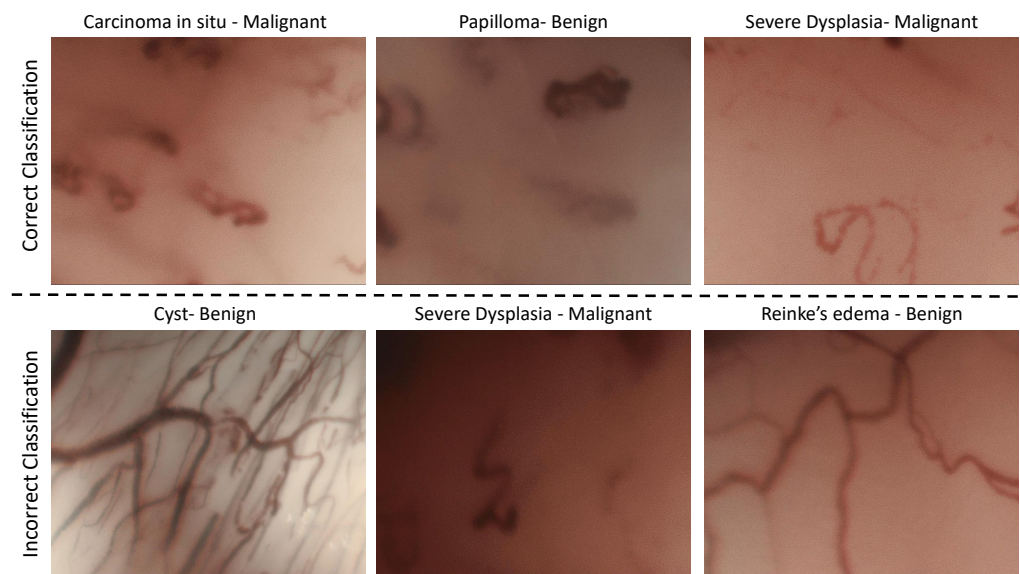 Carcinoma in situ - Malignant
Papilloma- Benign
Severe Dysplasia- Malignant
Correct Classification
Cyst- Benign
Severe Dysplasia - Malignant
Reinke’s edema - Benign
Incorrect Classification